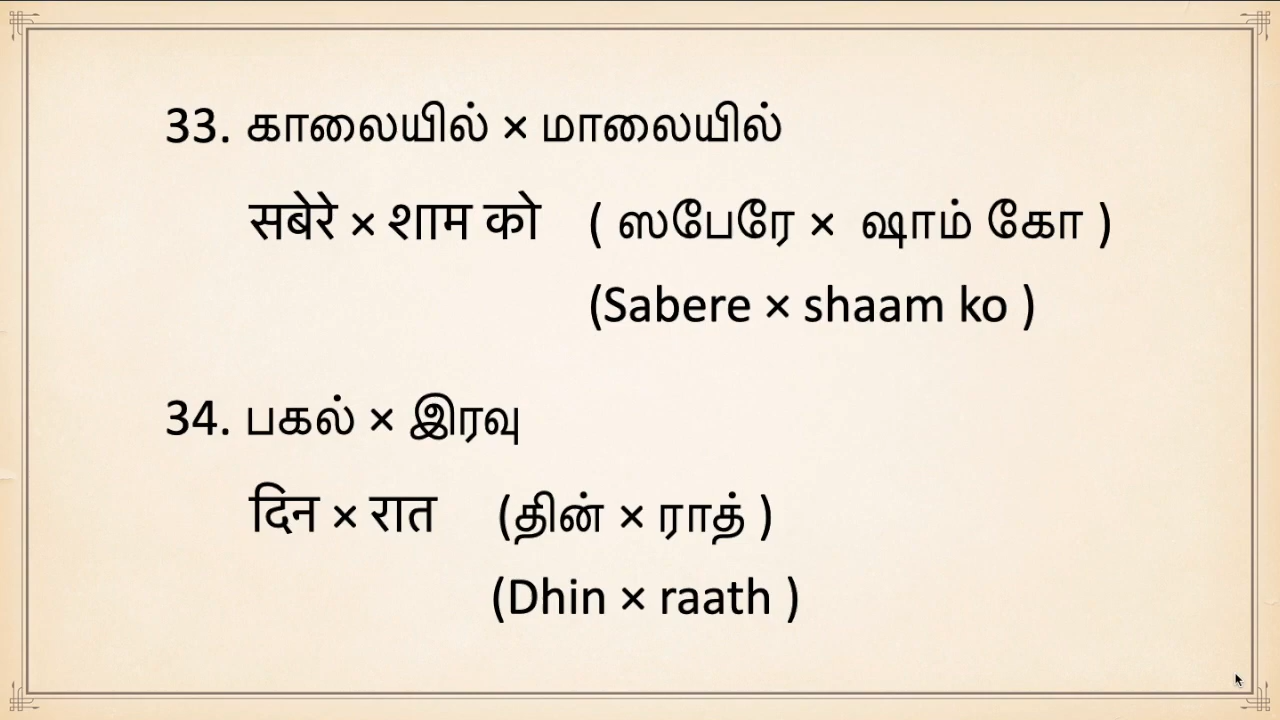 33. காலையில் × மாலையில்
सबेरे × शाम को ( ஸபேரே × ஷாம் கோ )
(Sabere × shaam ko )
34. பகல் × இரவு
दिन × रात (தின் × ராத் )
(Dhin × raath )